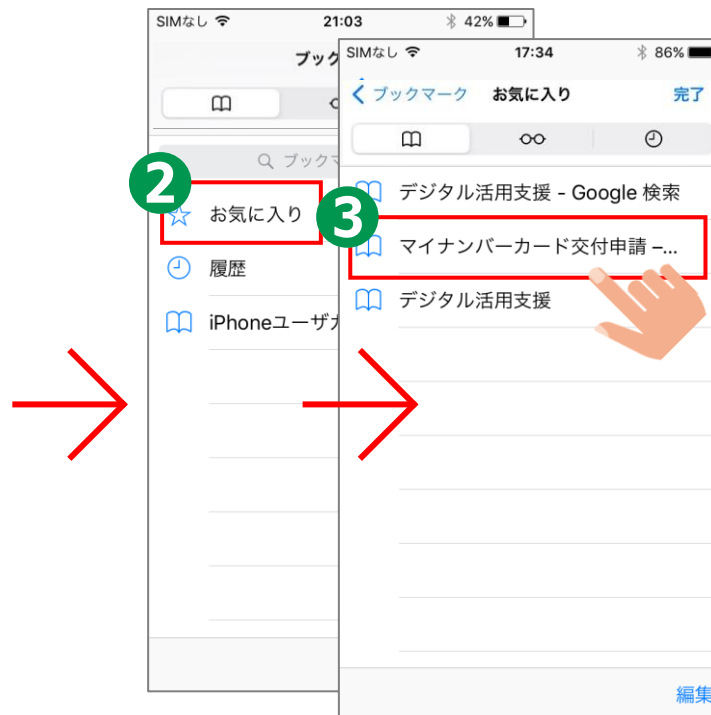 SIMなし 21:03 42%
ブック
ブックマ
2
お気に入り
履歴
iPhoneユーザ
SIMなし 17:34 86%
ブックマーク お気に入り 完了
3
デジタル活用支援 - Google 検索
マイナンバーカード交付申請 –...
デジタル活用支援
編集